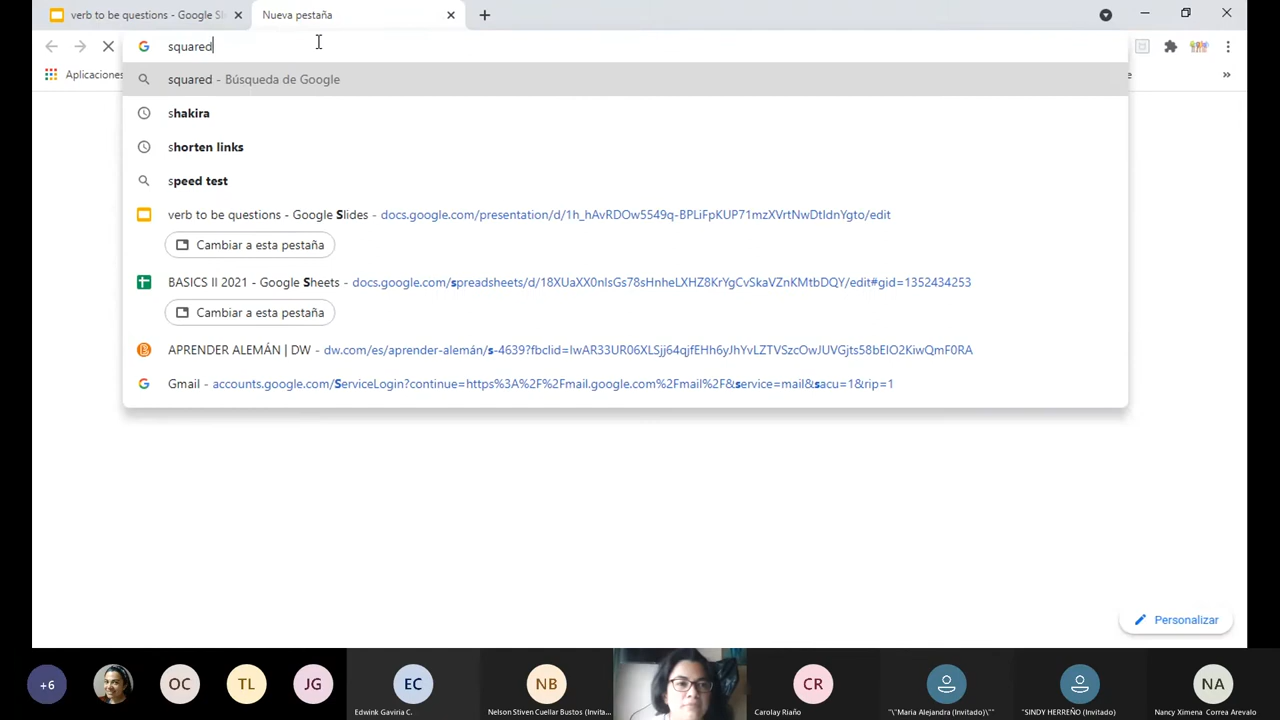 verb to be questions - Google Sl
Nueva pestaña
squared
Aplicaciones
e
»
squared - Búsqueda de Google
shakira
shorten links
speed test
verb to be questions - Google Slides - docs.google.com/presentation/d/1h_hAvRDOw5549q-BPLiFpKUP71mzXVrtNwDtIdnYgto/edit
Cambiar a esta pestaña
BASICS II 2021 - Google Sheets - docs.google.com/spreadsheets/d/18XUaXX0nIsGs78sHnheLXHZ8KrYgCvSkaVZnKMtbDQY/edit#gid=1352434253
Cambiar a esta pestaña
APRENDER ALEMÁN | DW - dw.com/es/aprender-alemán/s-4639?fbclid=IwAR33UR06XLSjj64qjfEHh6yJhYvLZTVSzcOwJUVGjts58bEIO2KiwQmF0RA
Gmail - accounts.google.com/ServiceLogin?continue=https%3A%2F%2Fmail.google.com%2Fmail%2F&service=mail&sacu=1&rip=1
Personalizar
+6
OC
TL
JG
EC
NB
CR
NA
Edwink Gaviria C.
Nelson Stiven Cuellar Bustos (Invita...
Carolay Riaño
"\"Maria Alejandra (Invitado)\""
"SINDY HERREÑO (Invitado)
Nancy Ximena Correa Arevalo